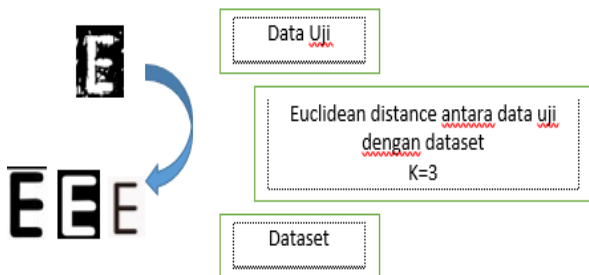 E
Data Uji
Euclidean distance antara data uji
dengan dataset
K=3
E E E
Dataset